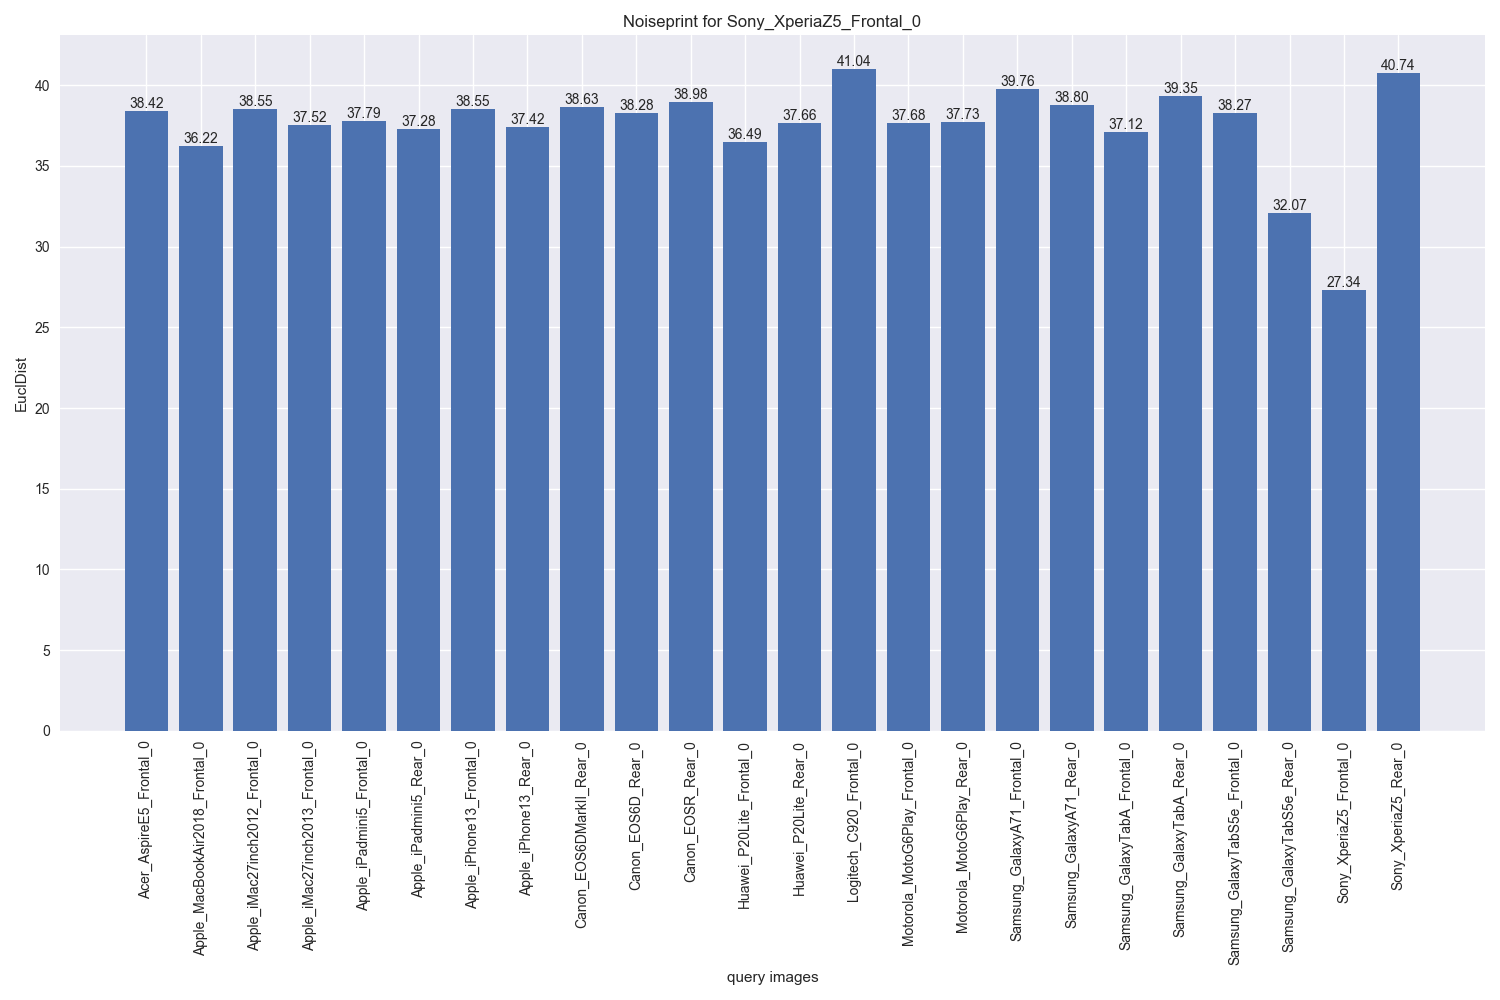 Noiseprint for Sony_XperiaZ5_Frontal_0
EuclDist
40
35
30
25
20
15
10
5
0
38.42
36.22
38.55
37.52
37.79
37.28
38.55
37.42
38.63
38.28
38.98
36.49
37.66
41.04
37.68
37.73
39.76
38.80
37.12
39.35
38.27
32.07
27.34
40.74
Acer_AspireE5_Frontal_0
Apple_MacBookAir2018_Frontal_0
Apple_iMac27inch2012_Frontal_0
Apple_iMac27inch2013_Frontal_0
Apple_iPadmini5_Frontal_0
Apple_iPadmini5_Rear_0
Apple_iPhone13_Frontal_0
Apple_iPhone13_Rear_0
Canon_EOS6DMarkII_Rear_0
Canon_EOS6D_Rear_0
Canon_EOSR_Rear_0
Huawei_P20Lite_Frontal_0
Huawei_P20Lite_Rear_0
Logitech_C920_Frontal_0
Motorola_MotoG6Play_Frontal_0
Motorola_MotoG6Play_Rear_0
Samsung_GalaxyA71_Frontal_0
Samsung_GalaxyA71_Rear_0
Samsung_GalaxyTabA_Frontal_0
Samsung_GalaxyTabA_Rear_0
Samsung_GalaxyTabS5e_Frontal_0
Samsung_GalaxyTabS5e_Rear_0
Sony_XperiaZ5_Frontal_0
Sony_XperiaZ5_Rear_0
query images